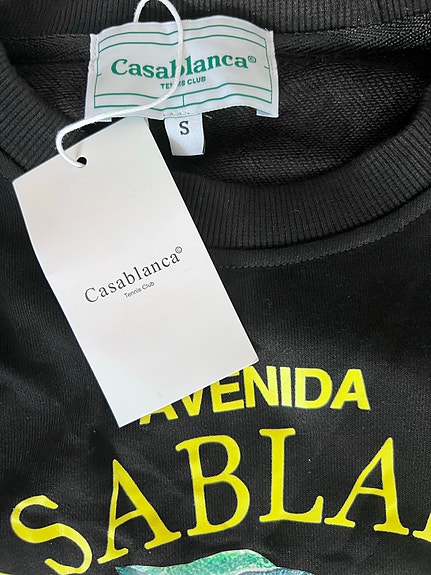 Casablanca©
TENNIS CLUB
S
Casablanca©
Tennis Club
AVENIDA
SABLA